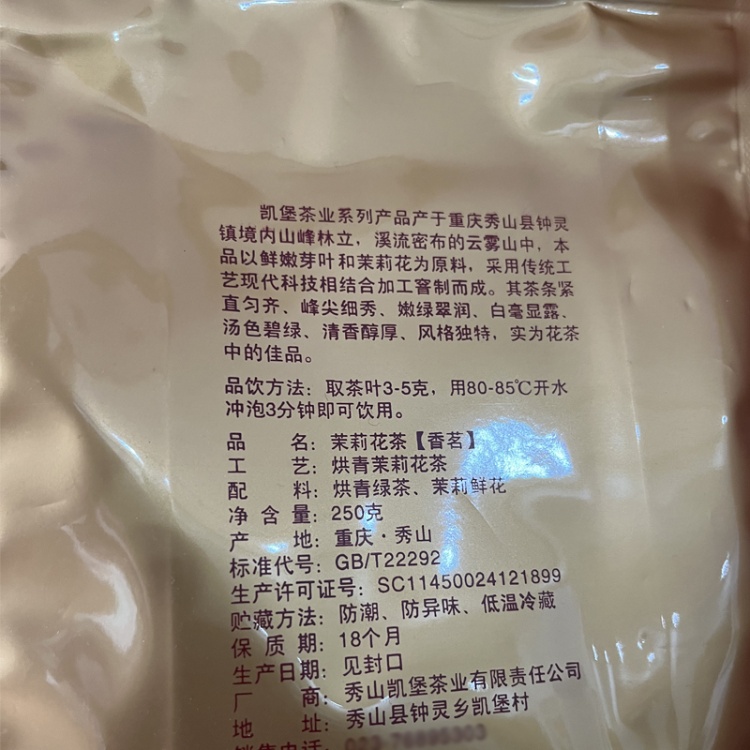 凯堡茶业系列产品产于重庆秀山县钟灵
镇境内山峰林立，溪流密布的云雾山中，本
品以鲜嫩芽叶和茉莉花为原料，采用传统工
艺现代科技相结合加工窨制而成。其茶条紧
直匀齐、峰尖细秀、嫩绿翠润、白毫显露、
汤色碧绿、清香醇厚、风格独特，实为花茶
中的佳品。
品饮方法：取茶叶3-5克，用80-85℃开水
冲泡3分钟即可饮用。
品 名：茉莉花茶【香茗】
工 艺：烘青茉莉花茶
配 料：烘青绿茶、茉莉鲜花
净 含 量：250克
产 地：重庆·秀山
标准代号：GB/T22292
生产许可证号：SC11450024121899
贮藏方法：防潮、防异味、低温冷藏
保 质 期：18个月
生产日期：见封口
厂 商：秀山凯堡茶业有限责任公司
地 址：秀山县钟灵乡凯堡村
销售电话：